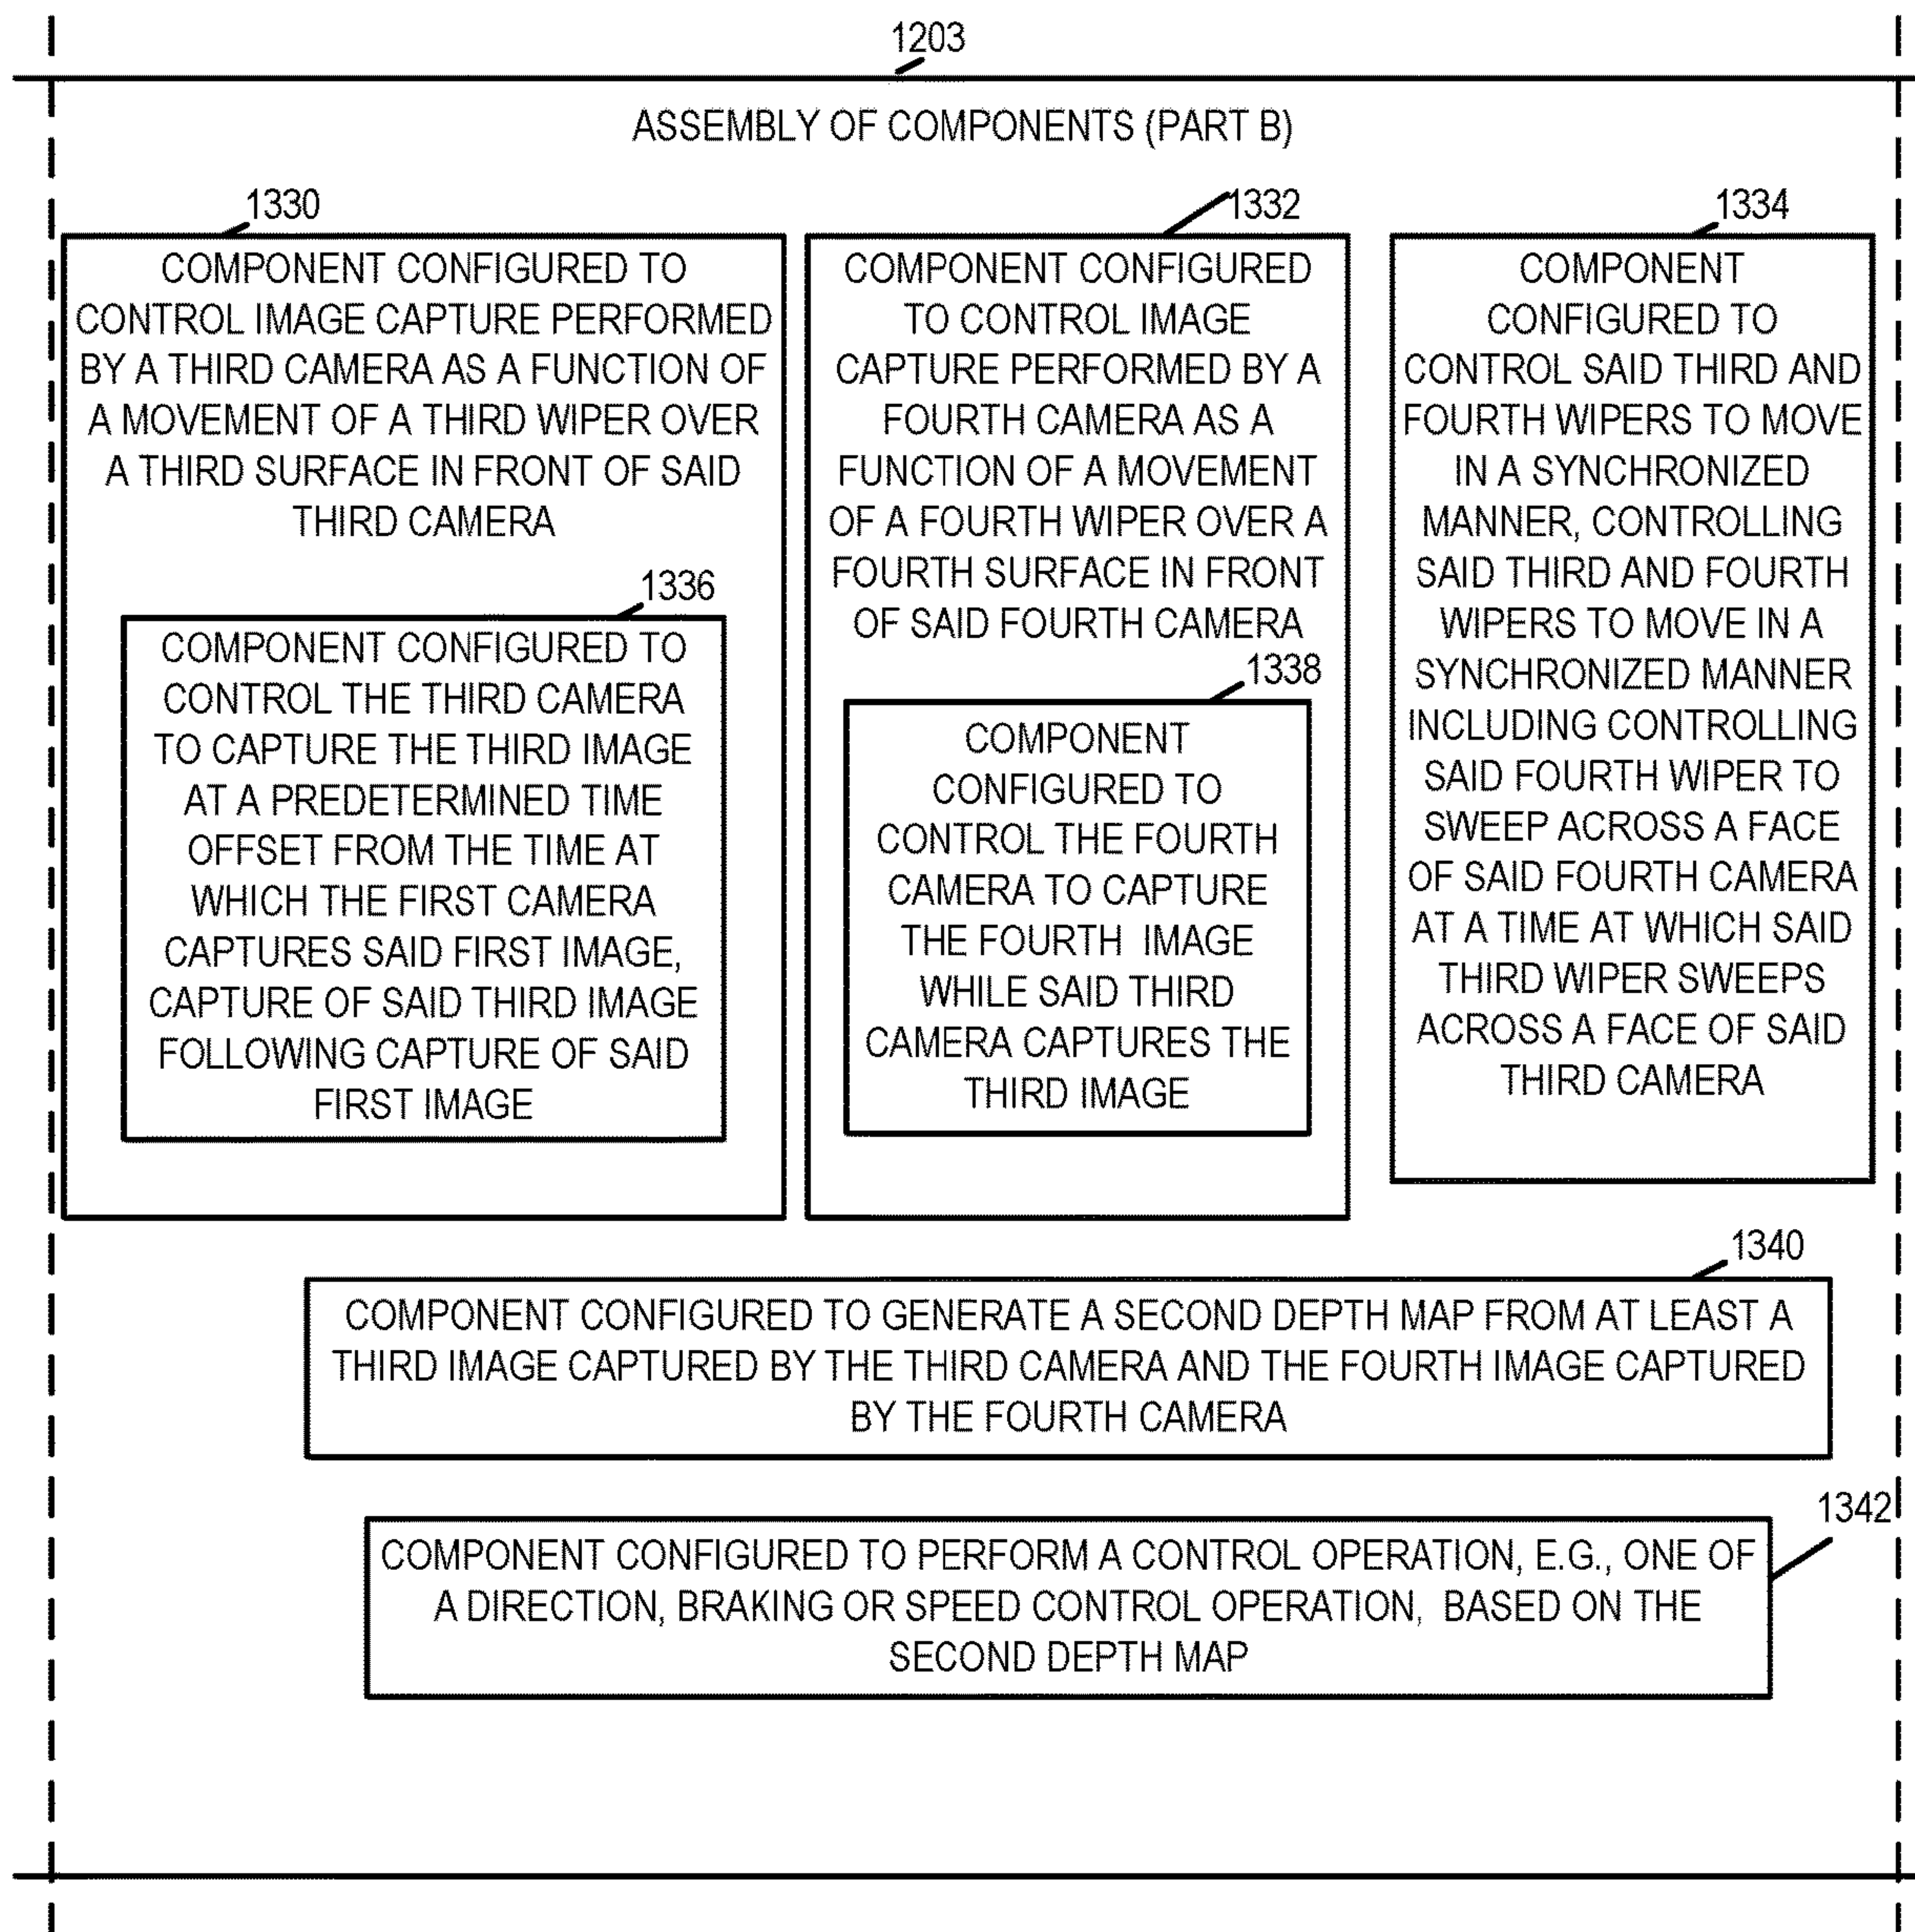 1203
ASSEMBLY OF COMPONENTS (PART B)
1330
COMPONENT CONFIGURED TO
CONTROL IMAGE CAPTURE PERFORMED
BY A THIRD CAMERA AS A FUNCTION OF
A MOVEMENT OF A THIRD WIPER OVER
A THIRD SURFACE IN FRONT OF SAID
THIRD CAMERA
1336
COMPONENT CONFIGURED TO
CONTROL THE THIRD CAMERA
TO CAPTURE THE THIRD IMAGE
AT A PREDETERMINED TIME
OFFSET FROM THE TIME AT
WHICH THE FIRST CAMERA
CAPTURES SAID FIRST IMAGE,
CAPTURE OF SAID THIRD IMAGE
FOLLOWING CAPTURE OF SAID
FIRST IMAGE
1332
COMPONENT CONFIGURED
TO CONTROL IMAGE
CAPTURE PERFORMED BY A
FOURTH CAMERA AS A
FUNCTION OF A MOVEMENT
OF A FOURTH WIPER OVER A
FOURTH SURFACE IN FRONT
OF SAID FOURTH CAMERA
1338
COMPONENT
CONFIGURED TO
CONTROL THE FOURTH
CAMERA TO CAPTURE
THE FOURTH IMAGE
WHILE SAID THIRD
CAMERA CAPTURES THE
THIRD IMAGE
1334
COMPONENT
CONFIGURED TO
CONTROL SAID THIRD AND
FOURTH WIPERS TO MOVE
IN A SYNCHRONIZED
MANNER, CONTROLLING
SAID THIRD AND FOURTH
WIPERS TO MOVE IN A
SYNCHRONIZED MANNER
INCLUDING CONTROLLING
SAID FOURTH WIPER TO
SWEEP ACROSS A FACE
OF SAID FOURTH CAMERA
AT A TIME AT WHICH SAID
THIRD WIPER SWEEPS
ACROSS A FACE OF SAID
THIRD CAMERA
1340
COMPONENT CONFIGURED TO GENERATE A SECOND DEPTH MAP FROM AT LEAST A
THIRD IMAGE CAPTURED BY THE THIRD CAMERA AND THE FOURTH IMAGE CAPTURED
BY THE FOURTH CAMERA
1342
COMPONENT CONFIGURED TO PERFORM A CONTROL OPERATION, E.G., ONE OF
A DIRECTION, BRAKING OR SPEED CONTROL OPERATION, BASED ON THE
SECOND DEPTH MAP